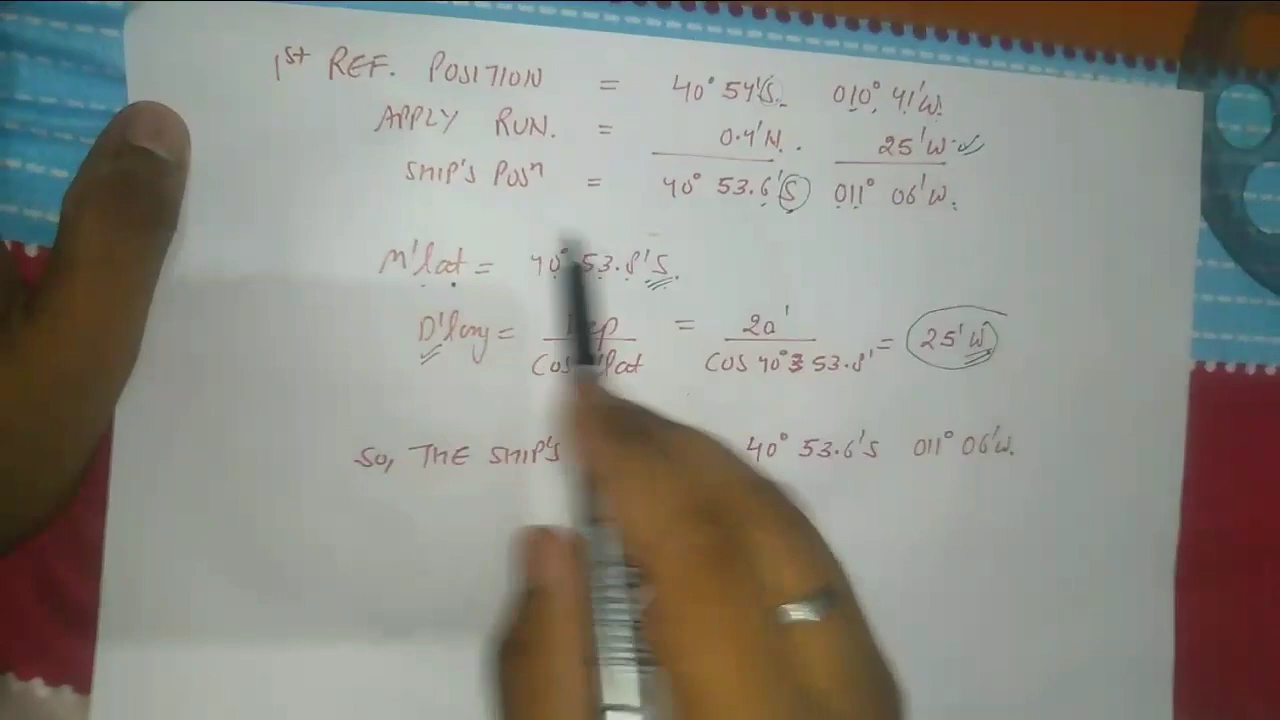 1st REF. POSITION = 40° 54'S. 010° 41'W.
APPLY RUN. = 0.4'N. 25'W.
SHIP'S POSn = 40° 53.6'S 011° 06'W.
M'lat = 40° 53.8'S.
D'long = / Cos = 20' / COS 40° 53.8' = 25'W
SO, THE SHIP'S 40° 53.6'S 011° 06'W.